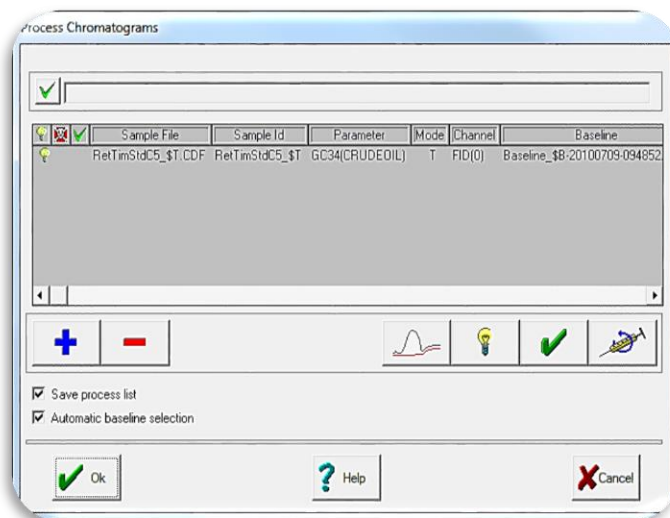 Process Chromatograms
Sample File Sample Id Parameter Mode Channel Baseline
RetTimStdC5_$T.CDF RetTimStdC5_$T GC34(CRUDEOIL) T FID(0) Baseline_$B-20100709-094852
Save process list
Automatic baseline selection
Ok Help Cancel